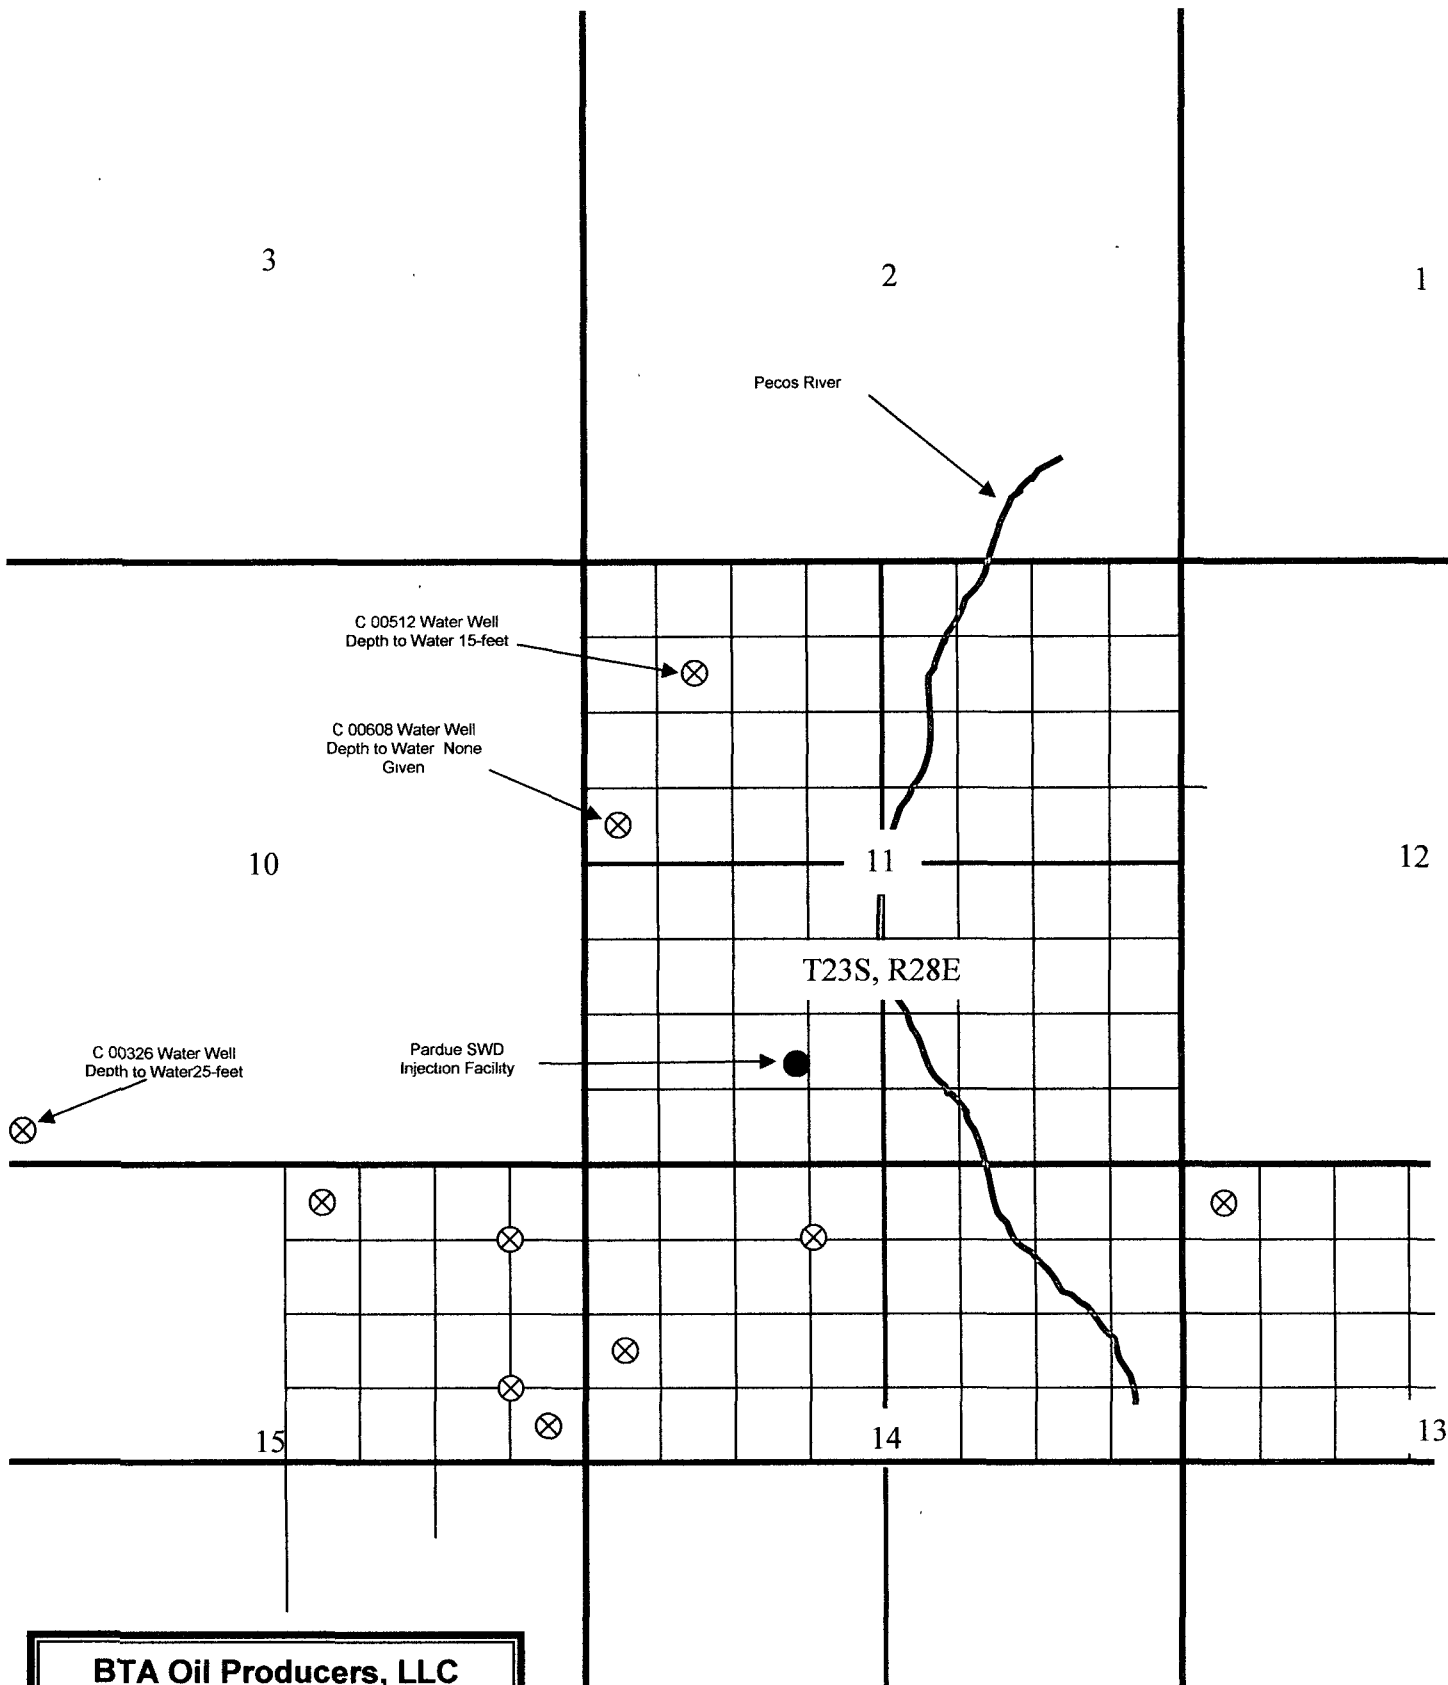 3
2
1
Pecos River
C 00512 Water Well
Depth to Water 15-feet
C 00608 Water Well
Depth to Water None
Given
10
11
12
T23S, R28E
C 00326 Water Well
Depth to Water25-feet
Pardue SWD
Injection Facility
15
14
13
BTA Oil Producers, LLC